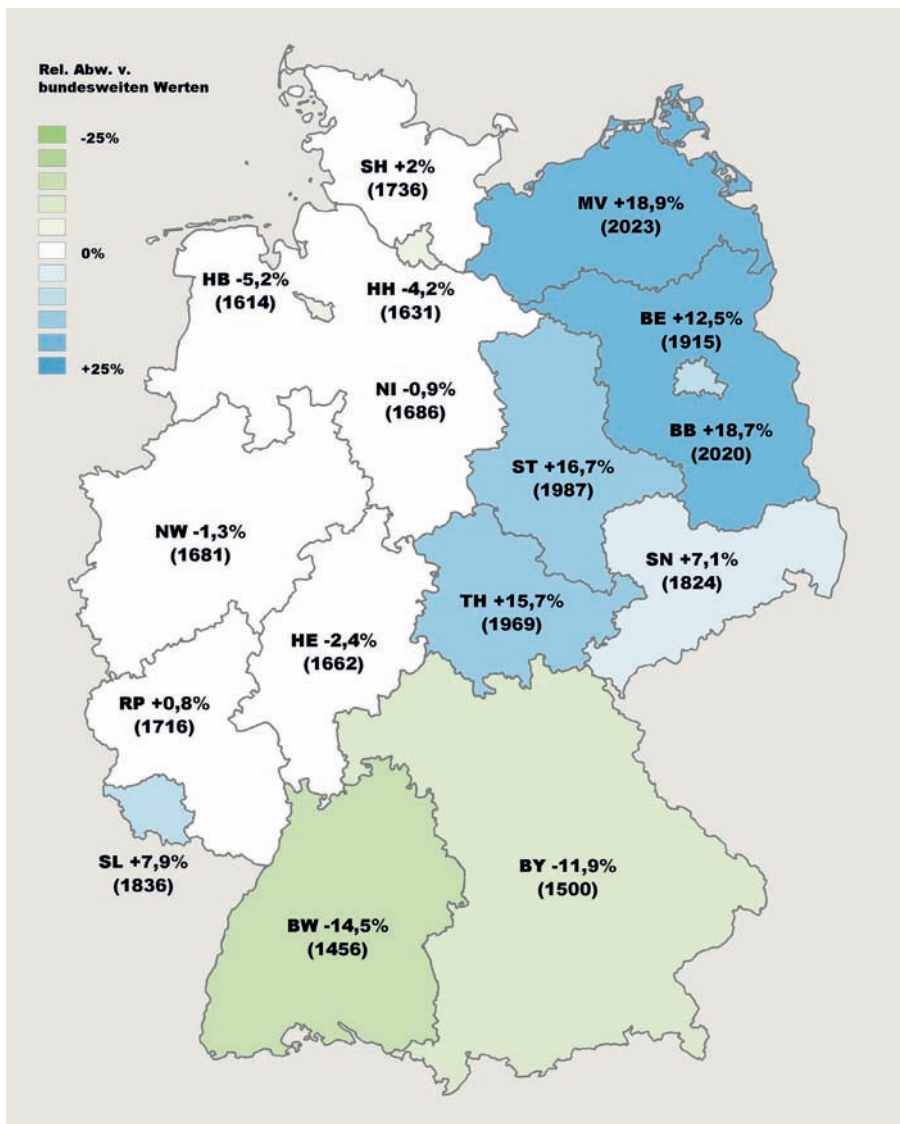 Rel. Abw. v.
bundesweiten Werten
-25%
0%
+25%
SH +2%
(1736)
MV +18,9%
(2023)
HB -5,2%
(1614)
HH -4,2%
(1631)
BE +12,5%
(1915)
NI -0,9%
(1686)
BB +18,7%
(2020)
ST +16,7%
(1987)
NW -1,3%
(1681)
SN +7,1%
(1824)
TH +15,7%
(1969)
HE -2,4%
(1662)
RP +0,8%
(1716)
SL +7,9%
(1836)
BY -11,9%
(1500)
BW -14,5%
(1456)